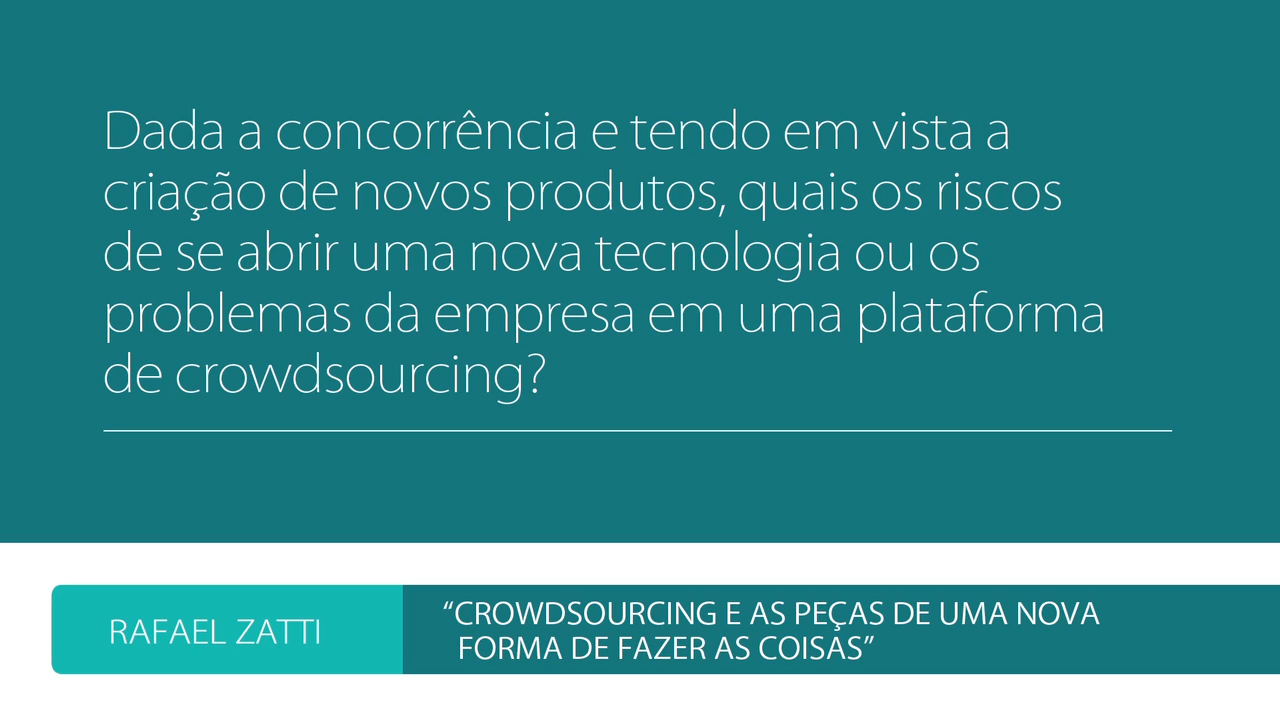 Dada a concorrência e tendo em vista a
criação de novos produtos, quais os riscos
de se abrir uma nova tecnologia ou os
problemas da empresa em uma plataforma
de crowdsourcing?
RAFAEL ZATTI
“CROWDSOURCING E AS PEÇAS DE UMA NOVA
FORMA DE FAZER AS COISAS”